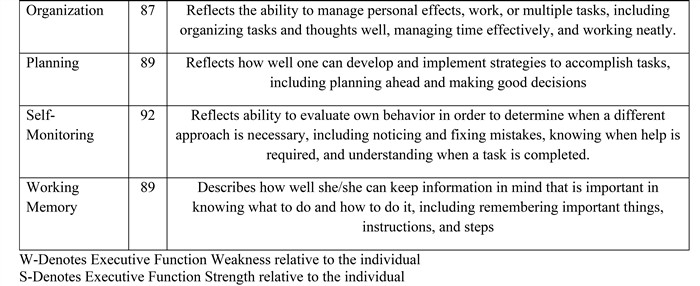 Organization 87 Reflects the ability to manage personal effects, work, or multiple tasks, including
organizing tasks and thoughts well, managing time effectively, and working neatly.
Planning 89 Reflects how well one can develop and implement strategies to accomplish tasks,
including planning ahead and making good decisions
Self- 92 Reflects ability to evaluate own behavior in order to determine when a different
Monitoring approach is necessary, including noticing and fixing mistakes, knowing when help is
required, and understanding when a task is completed.
Working 89 Describes how well she/she can keep information in mind that is important in
Memory knowing what to do and how to do it, including remembering important things,
instructions, and steps
W-Denotes Executive Function Weakness relative to the individual
S-Denotes Executive Function Strength relative to the individual